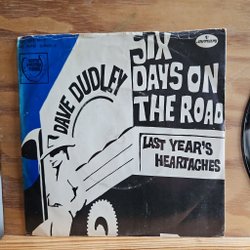 SIX
DAYS ON
THE ROAD
DAVE DUDLEY
LAST YEAR'S
HEARTACHES